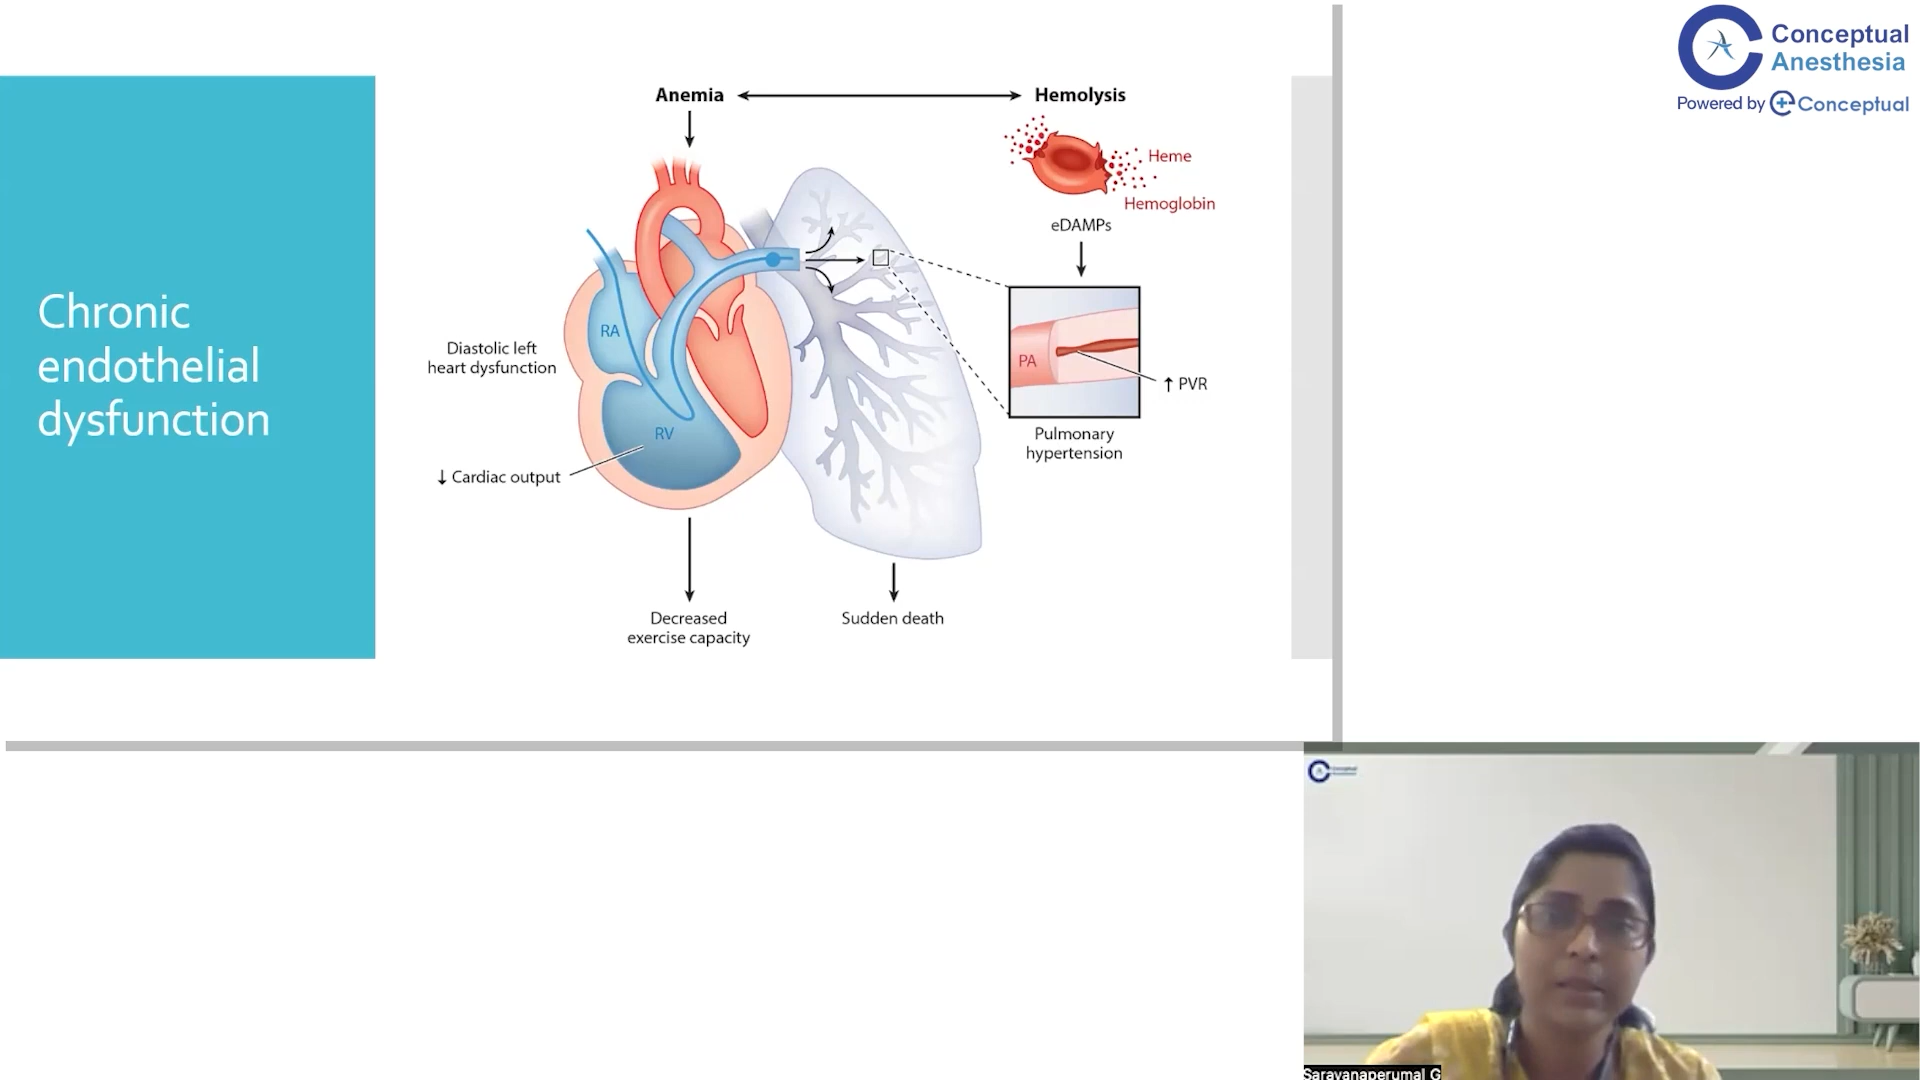 Conceptual
Anesthesia
Powered by Conceptual
Chronic
endothelial
dysfunction
Anemia
Hemolysis
Heme
Hemoglobin
eDAMPs
RA
Diastolic left
heart dysfunction
PA
↑ PVR
RV
Pulmonary
hypertension
↓ Cardiac output
Decreased
exercise capacity
Sudden death
Conceptual
Saravanaperumal G